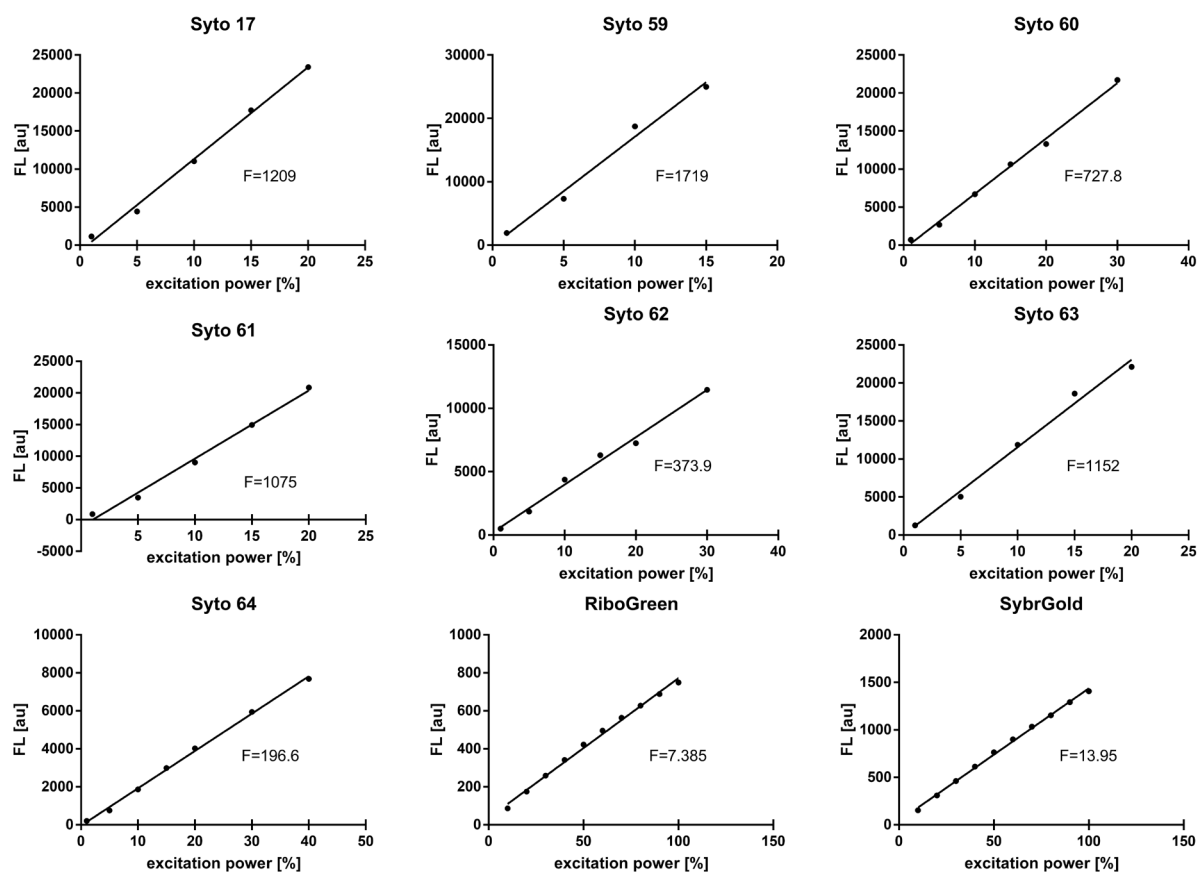 Syto 17
25000
20000
15000
10000
5000
0
0 5 10 15 20 25
FL [au]
excitation power [%]
F=1209
Syto 59
30000
20000
10000
0
0 5 10 15 20
FL [au]
excitation power [%]
F=1719
Syto 60
25000
20000
15000
10000
5000
0
0 10 20 30 40
FL [au]
excitation power [%]
F=727.8
Syto 61
25000
20000
15000
10000
5000
0
-5000
5 10 15 20 25
FL [au]
excitation power [%]
F=1075
Syto 62
15000
10000
5000
0
0 10 20 30 40
FL [au]
excitation power [%]
F=373.9
Syto 63
25000
20000
15000
10000
5000
0
0 5 10 15 20 25
FL [au]
excitation power [%]
F=1152
Syto 64
10000
8000
6000
4000
2000
0
0 10 20 30 40 50
FL [au]
excitation power [%]
F=196.6
RiboGreen
1000
800
600
400
200
0
0 50 100 150
FL [au]
excitation power [%]
F=7.385
SybrGold
2000
1500
1000
500
0
0 50 100 150
FL [au]
excitation power [%]
F=13.95